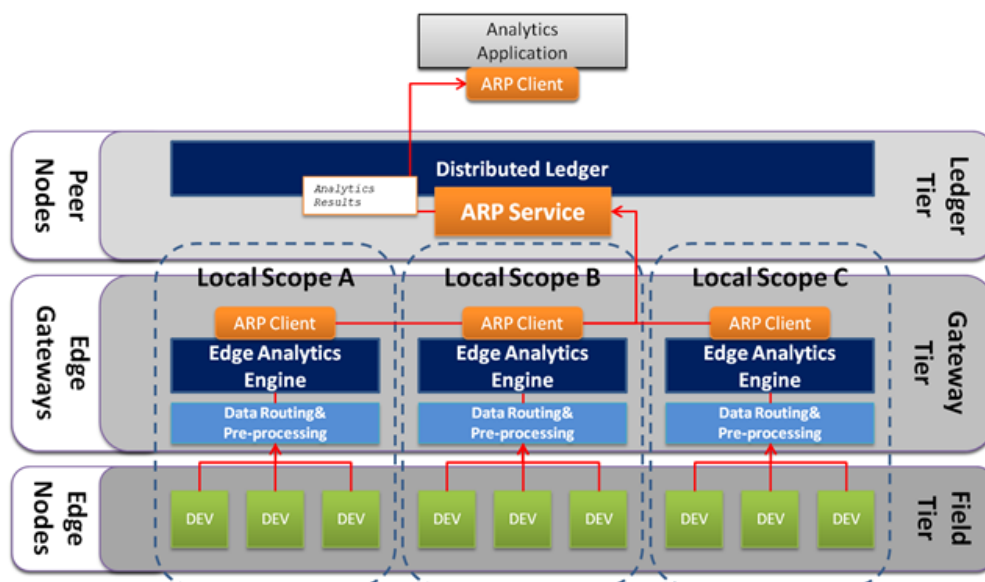 Analytics
Application
ARP Client
Peer
Nodes
Distributed Ledger
Analytics
Results
ARP Service
Ledger
Tier
Local Scope A
Local Scope B
Local Scope C
Edge
Gateways
ARP Client
ARP Client
ARP Client
Edge Analytics
Engine
Edge Analytics
Engine
Edge Analytics
Engine
Data Routing&
Pre-processing
Data Routing&
Pre-processing
Data Routing&
Pre-processing
Gateway
Tier
Edge
Nodes
DEV
DEV
DEV
DEV
DEV
DEV
DEV
DEV
DEV
Field
Tier